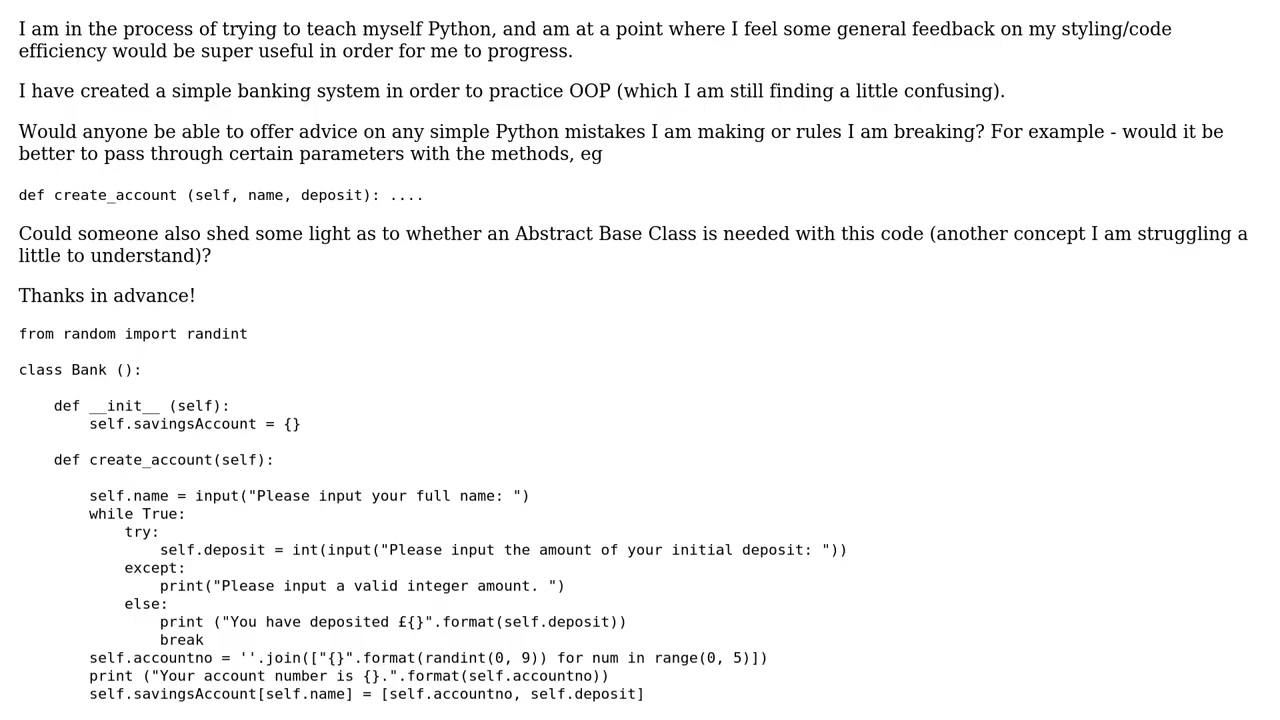 I am in the process of trying to teach myself Python, and am at a point where I feel some general feedback on my styling/code
efficiency would be super useful in order for me to progress.
I have created a simple banking system in order to practice OOP (which I am still finding a little confusing).
Would anyone be able to offer advice on any simple Python mistakes I am making or rules I am breaking? For example - would it be
better to pass through certain parameters with the methods, eg
def create_account (self, name, deposit): ....
Could someone also shed some light as to whether an Abstract Base Class is needed with this code (another concept I am struggling a
little to understand)?
Thanks in advance!
from random import randint
class Bank ():
    def __init__ (self):
        self.savingsAccount = {}
    def create_account(self):
        self.name = input("Please input your full name: ")
        while True:
            try:
                self.deposit = int(input("Please input the amount of your initial deposit: "))
            except:
                print("Please input a valid integer amount. ")
            else:
                print ("You have deposited £{}".format(self.deposit))
                break
        self.accountno = ''.join(["{}".format(randint(0, 9)) for num in range(0, 5)])
        print ("Your account number is {}.".format(self.accountno))
        self.savingsAccount[self.name] = [self.accountno, self.deposit]